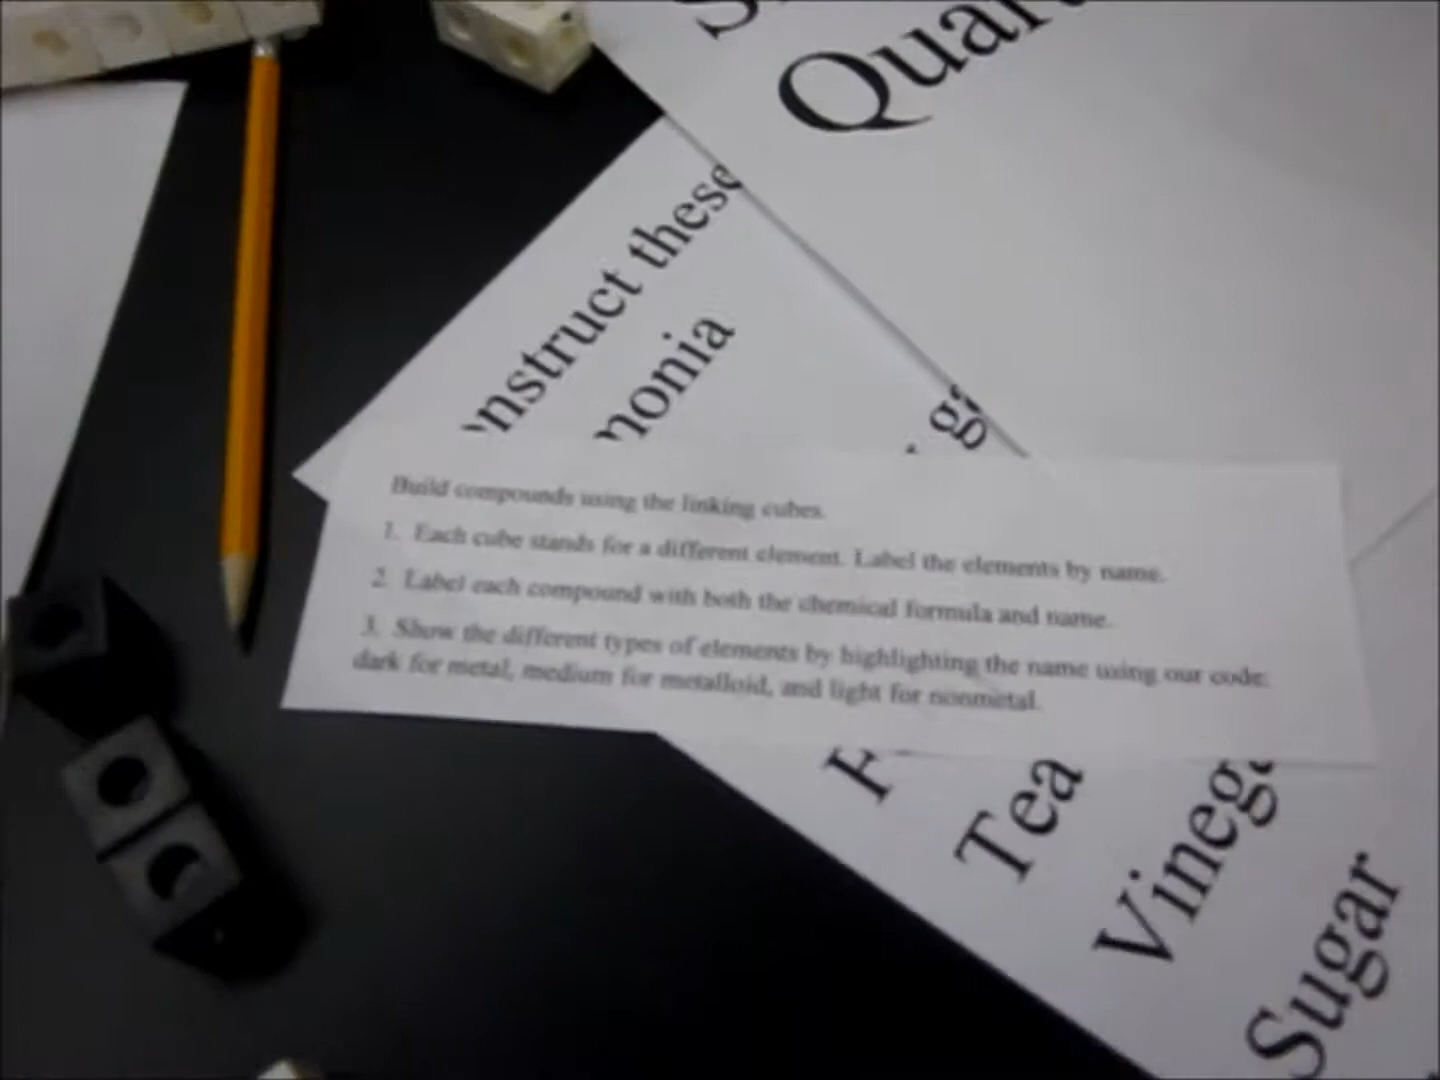 Quar
nstruct these
nonia
Build compounds using the linking cubes.
1. Each cube stands for a different element. Label the elements by name.
2. Label each compound with both the chemical formula and name.
3. Show the different types of elements by highlighting the name using our code:
dark for metal, medium for metalloid, and light for nonmetal.
Tea
Vinega
Sugar